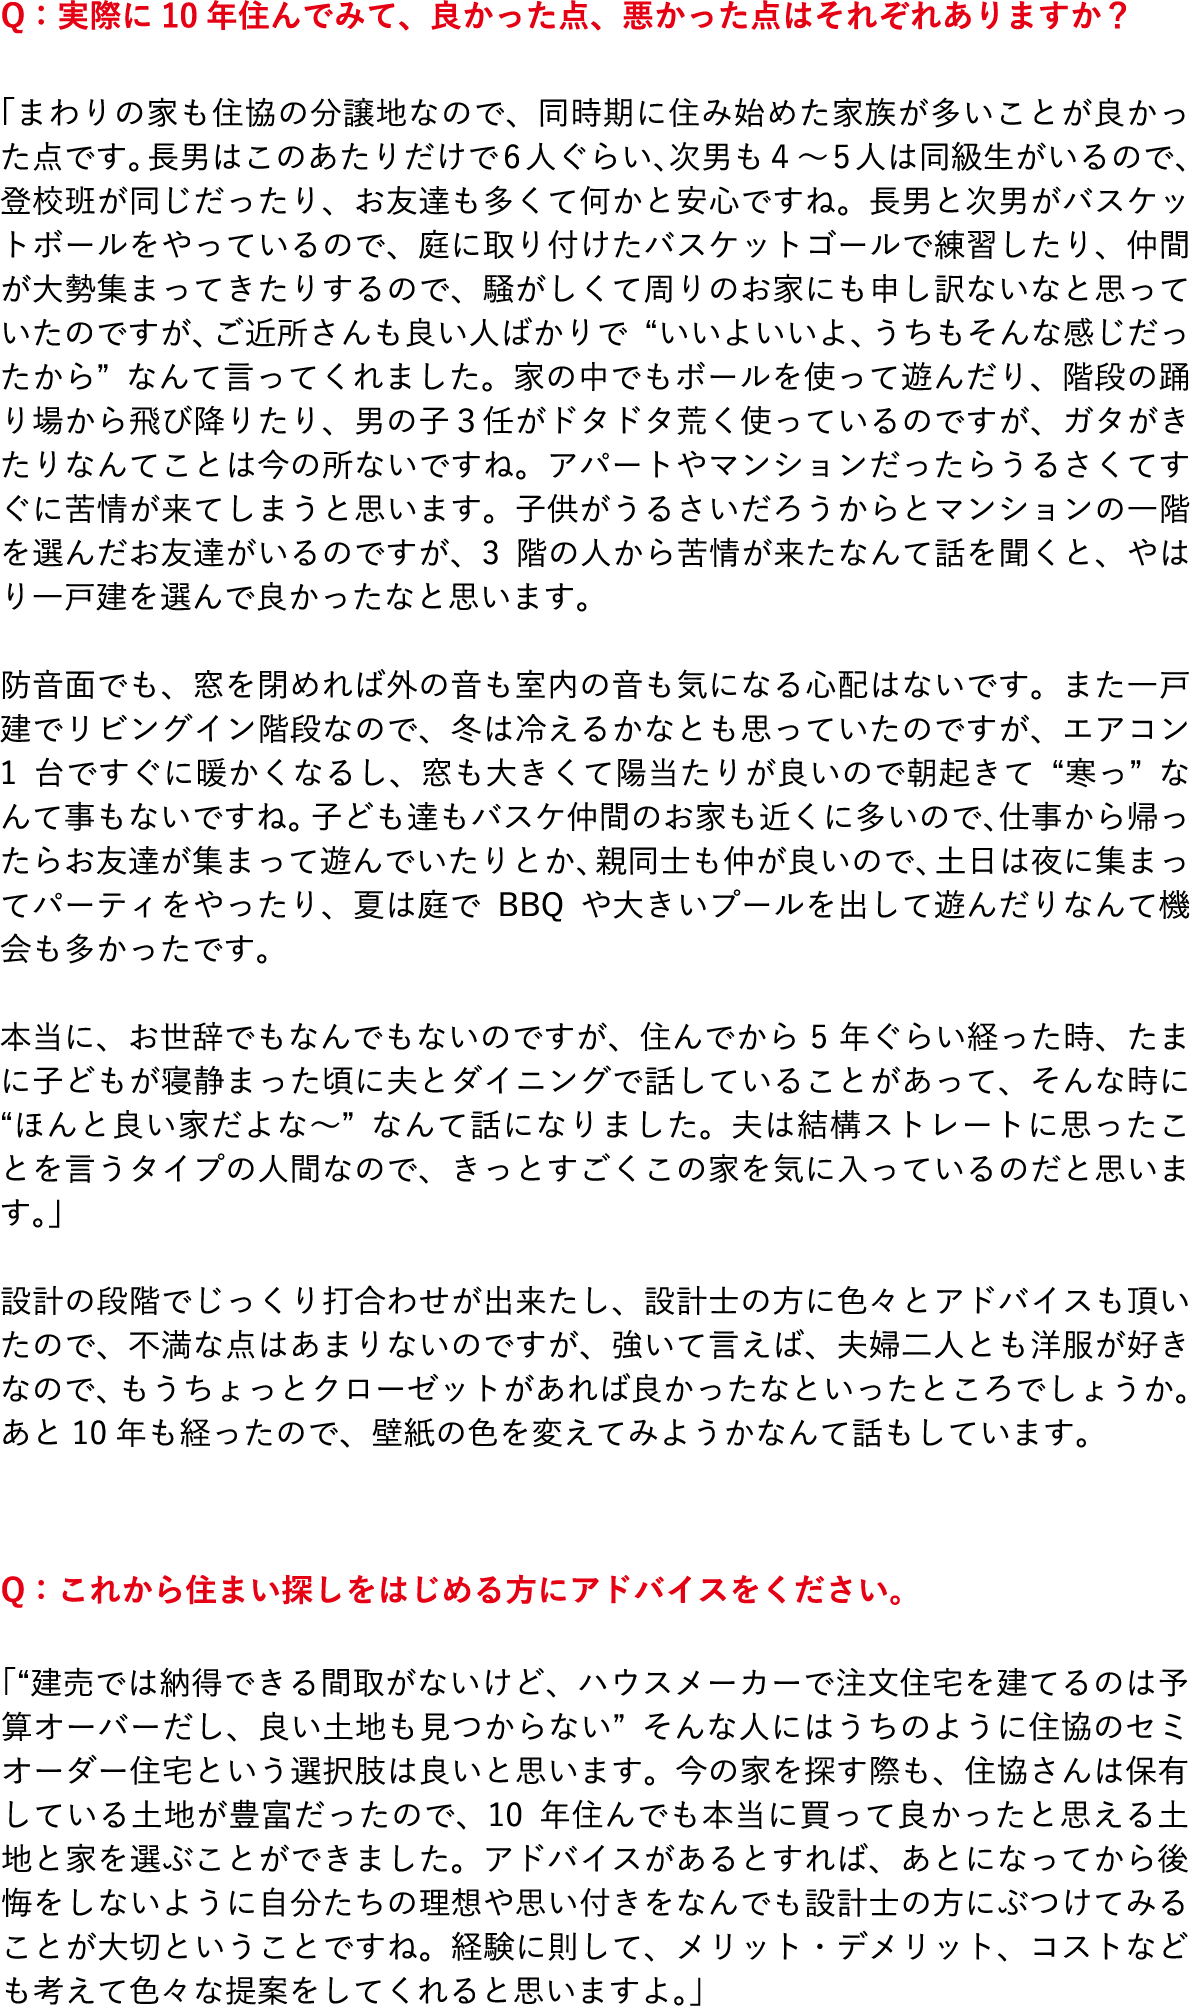 Q：実際に 10 年住んでみて、良かった点、悪かった点はそれぞれありますか？
「まわりの家も住協の分譲地なので、同時期に住み始めた家族が多いことが良かっ
た点です。長男はこのあたりだけで６人ぐらい、次男も４～５人は同級生がいるので、
登校班が同じだったり、お友達も多くて何かと安心ですね。長男と次男がバスケッ
トボールをやっているので、庭に取り付けたバスケットゴールで練習したり、仲間
が大勢集まってきたりするので、騒がしくて周りのお家にも申し訳ないなと思って
いたのですが、ご近所さんも良い人ばかりで “いいよいいよ、うちもそんな感じだっ
たから” なんて言ってくれました。家の中でもボールを使って遊んだり、階段の踊
り場から飛び降りたり、男の子３任がドタドタ荒く使っているのですが、ガタがき
たりなんてことは今の所ないですね。アパートやマンションだったらうるさくてす
ぐに苦情が来てしまうと思います。子供がうるさいだろうからとマンションの一階
を選んだお友達がいるのですが、3 階の人から苦情が来たなんて話を聞くと、やは
り一戸建を選んで良かったなと思います。
防音面でも、窓を閉めれば外の音も室内の音も気になる心配はないです。また一戸
建でリビングイン階段なので、冬は冷えるかなとも思っていたのですが、エアコン
1 台ですぐに暖かくなるし、窓も大きくて陽当たりが良いので朝起きて “寒っ” な
んて事もないですね。子ども達もバスケ仲間のお家も近くに多いので、仕事から帰っ
たらお友達が集まって遊んでいたりとか、親同士も仲が良いので、土日は夜に集まっ
てパーティをやったり、夏は庭で BBQ や大きいプールを出して遊んだりなんて機
会も多かったです。
本当に、お世辞でもなんでもないのですが、住んでから 5 年ぐらい経った時、たま
に子どもが寝静まった頃に夫とダイニングで話していることがあって、そんな時に
“ほんと良い家だよな～” なんて話になりました。夫は結構ストレートに思ったこ
とを言うタイプの人間なので、きっとすごくこの家を気に入っているのだと思いま
す。」
設計の段階でじっくり打合わせが出来たし、設計士の方に色々とアドバイスも頂い
たので、不満な点はあまりないのですが、強いて言えば、夫婦二人とも洋服が好き
なので、もうちょっとクローゼットがあれば良かったなといったところでしょうか。
あと 10 年も経ったので、壁紙の色を変えてみようかなんて話もしています。
Q：これから住まい探しをはじめる方にアドバイスをください。
「“建売では納得できる間取がないけど、ハウスメーカーで注文住宅を建てるのは予
算オーバーだし、良い土地も見つからない” そんな人にはうちのように住協のセミ
オーダー住宅という選択肢は良いと思います。今の家を探す際も、住協さんは保有
している土地が豊富だったので、10 年住んでも本当に買って良かったと思える土
地と家を選ぶことができました。アドバイスがあるとすれば、あとになってから後
悔をしないように自分たちの理想や思い付きをなんでも設計士の方にぶつけてみる
ことが大切ということですね。経験に則して、メリット・デメリット、コストなど
も考えて色々な提案をしてくれると思いますよ。」